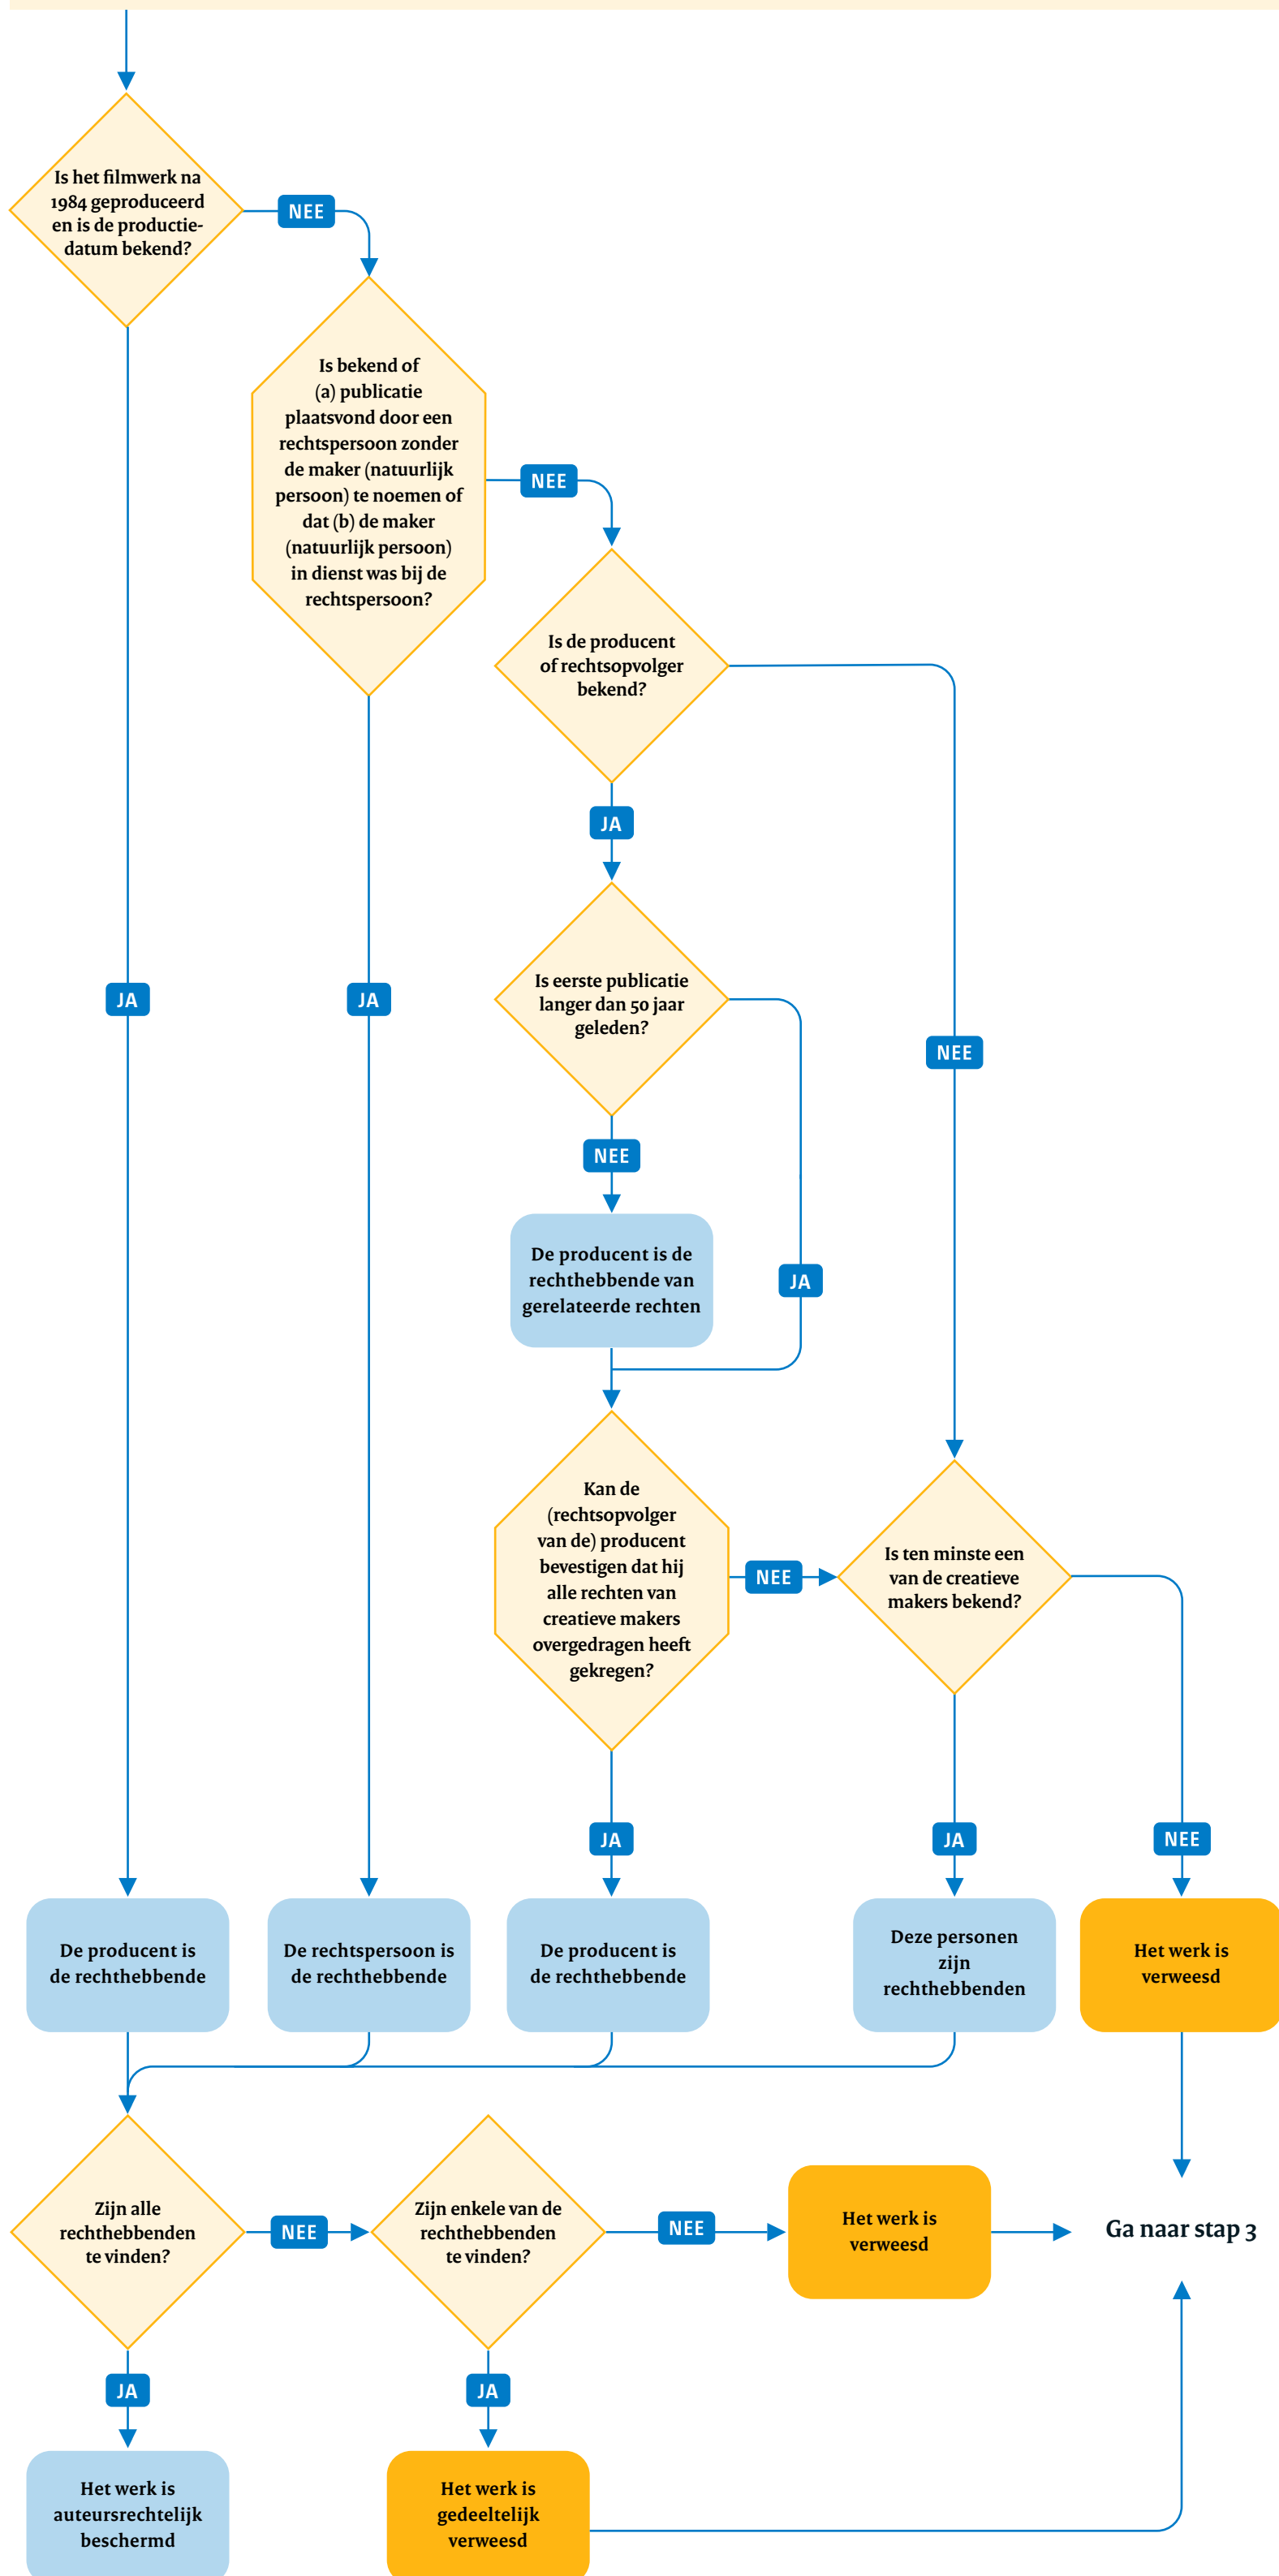 Is het filmwerk na
1984 geproduceerd
en is de productie-
datum bekend?
NEE
Is bekend of
(a) publicatie
plaatsvond door een
rechtspersoon zonder
de maker (natuurlijk
persoon) te noemen of
dat (b) de maker
(natuurlijk persoon)
in dienst was bij de
rechtspersoon?
NEE
Is de producent
of rechtsopvolger
bekend?
JA
Is eerste publicatie
langer dan 50 jaar
geleden?
JA
JA
NEE
NEE
De producent is de
rechthebbende van
gerelateerde rechten
JA
Kan de
(rechtsopvolger
van de) producent
bevestigen dat hij
alle rechten van
creatieve makers
overgedragen heeft
gekregen?
NEE
Is ten minste een
van de creatieve
makers bekend?
JA
JA
NEE
De producent is
de rechthebbende
De rechtspersoon is
de rechthebbende
De producent is
de rechthebbende
Deze personen
zijn
rechthebbenden
Het werk is
verweesd
Zijn alle
rechthebbenden
te vinden?
NEE
Zijn enkele van de
rechthebbenden
te vinden?
NEE
Het werk is
verweesd
Ga naar stap 3
JA
JA
Het werk is
auteursrechtelijk
beschermd
Het werk is
gedeeltelijk
verweesd